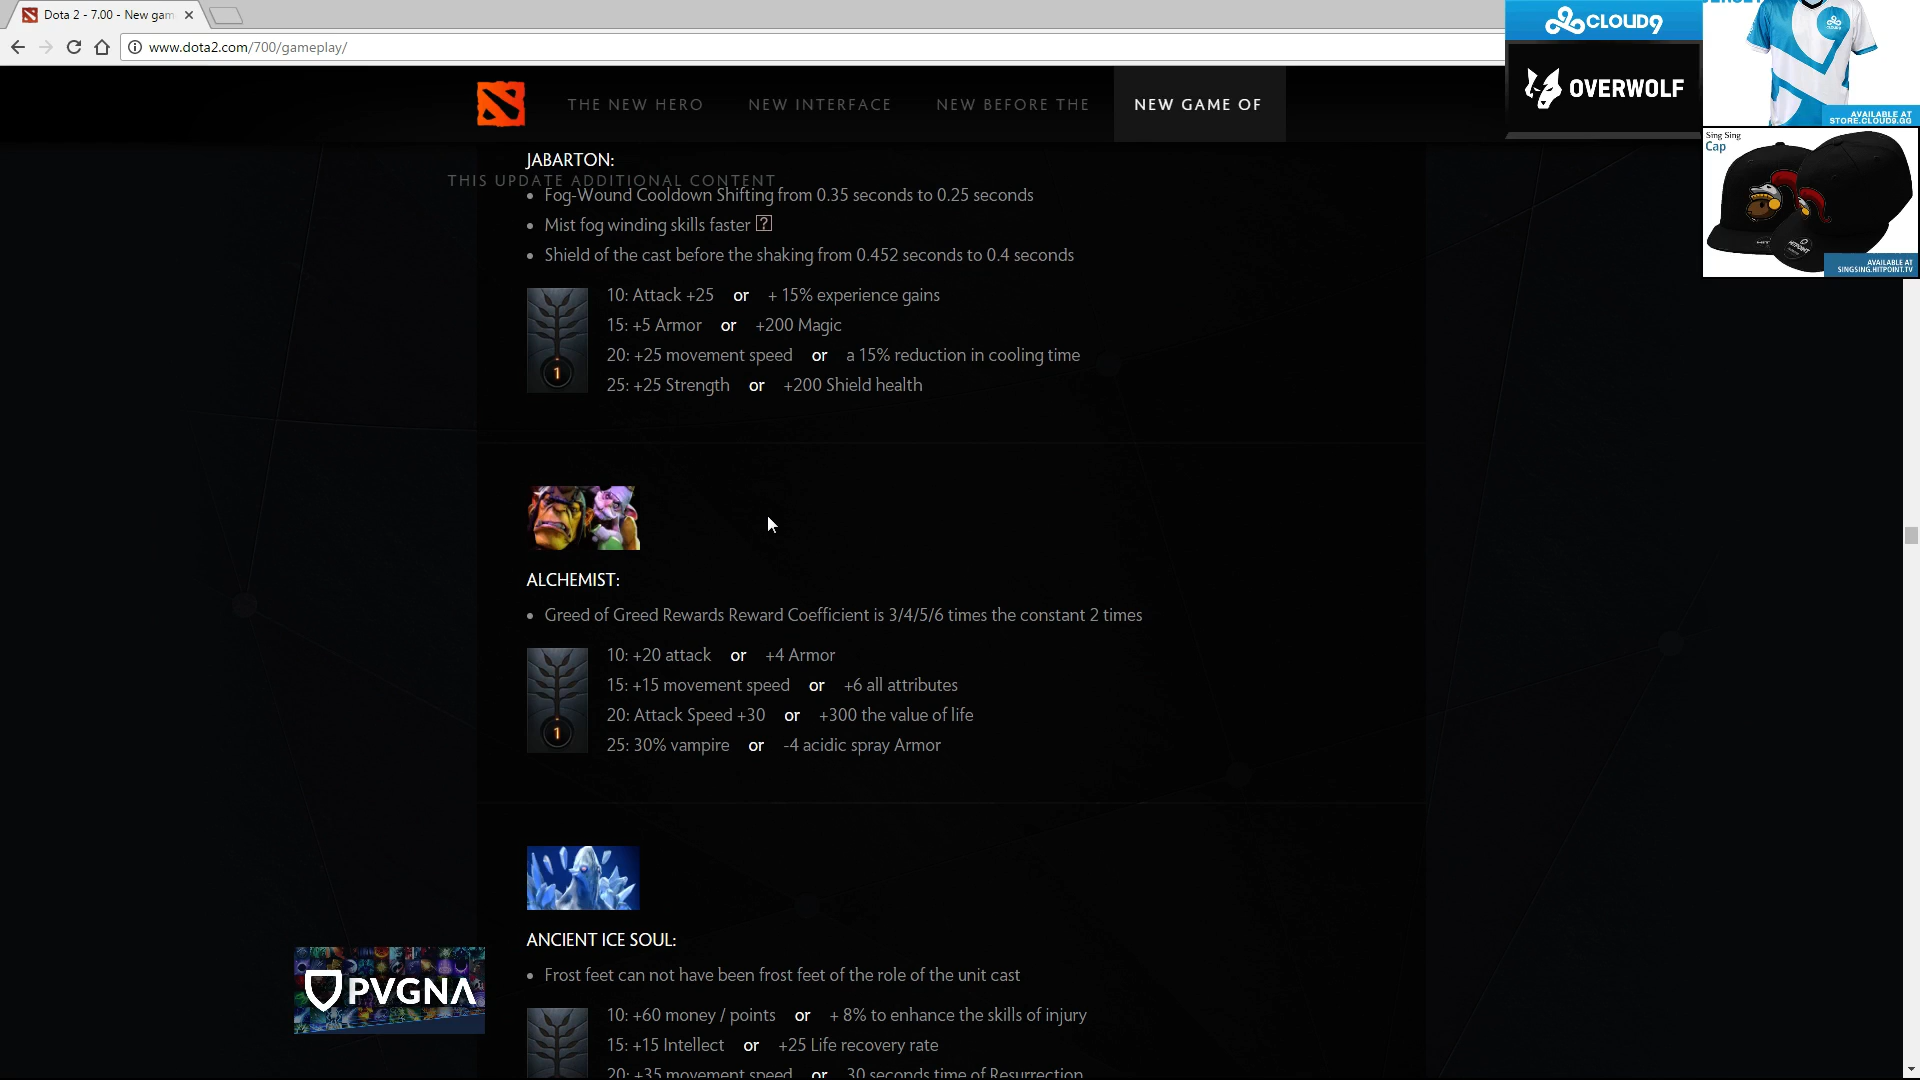 Dota 2 - 7.00 - New gam
www.dota2.com/700/gameplay/
THE NEW HERO
NEW INTERFACE
NEW BEFORE THE
NEW GAME OF
THIS UPDATE ADDITIONAL CONTENT
JABARTON:
• Fog-Wound Cooldown Shifting from 0.35 seconds to 0.25 seconds
• Mist fog winding skills faster ?
• Shield of the cast before the shaking from 0.452 seconds to 0.4 seconds
1
10: Attack +25 or + 15% experience gains
15: +5 Armor or +200 Magic
20: +25 movement speed or a 15% reduction in cooling time
25: +25 Strength or +200 Shield health
ALCHEMIST:
• Greed of Greed Rewards Reward Coefficient is 3/4/5/6 times the constant 2 times
1
10: +20 attack or +4 Armor
15: +15 movement speed or +6 all attributes
20: Attack Speed +30 or +300 the value of life
25: 30% vampire or -4 acidic spray Armor
ANCIENT ICE SOUL:
• Frost feet can not have been frost feet of the role of the unit cast
10: +60 money / points or + 8% to enhance the skills of injury
15: +15 Intellect or +25 Life recovery rate
20: +35 movement speed or 30 seconds time of Resurrection
CLOUD9
OVERWOLF
AVAILABLE AT
STORE.CLOUD9.GG
Sing Sing
Cap
AVAILABLE AT
SINGSING.HITPOINT.TV
PVGNA